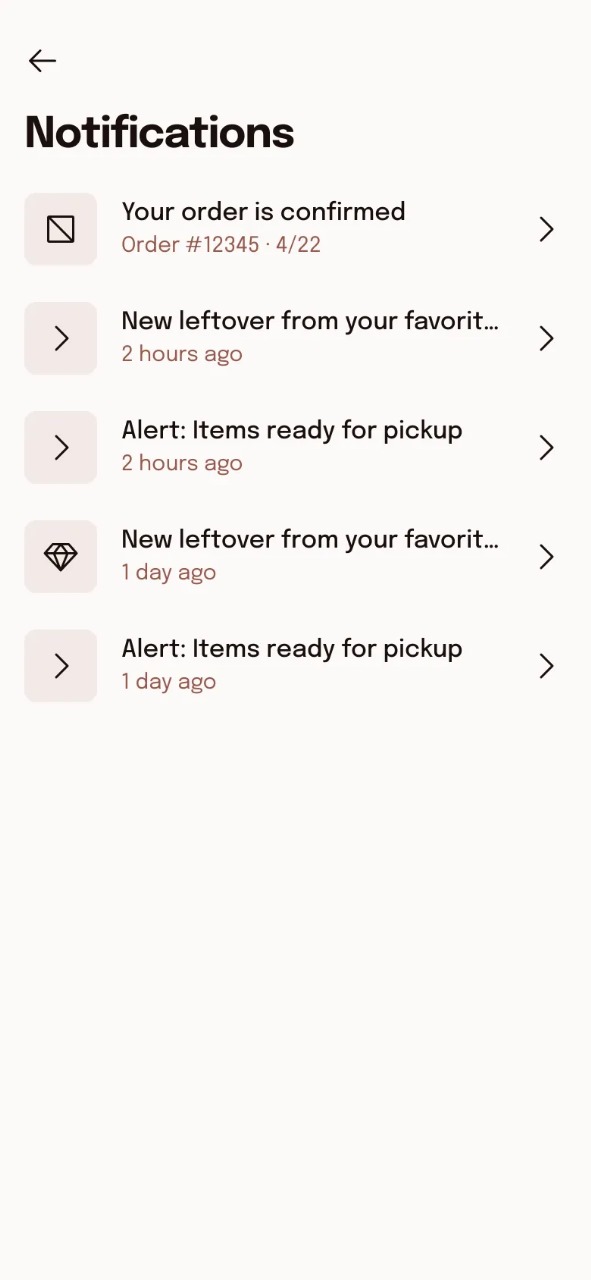 Notifications
Your order is confirmed
Order #12345 · 4/22
New leftover from your favorit...
2 hours ago
Alert: Items ready for pickup
2 hours ago
New leftover from your favorit...
1 day ago
Alert: Items ready for pickup
1 day ago